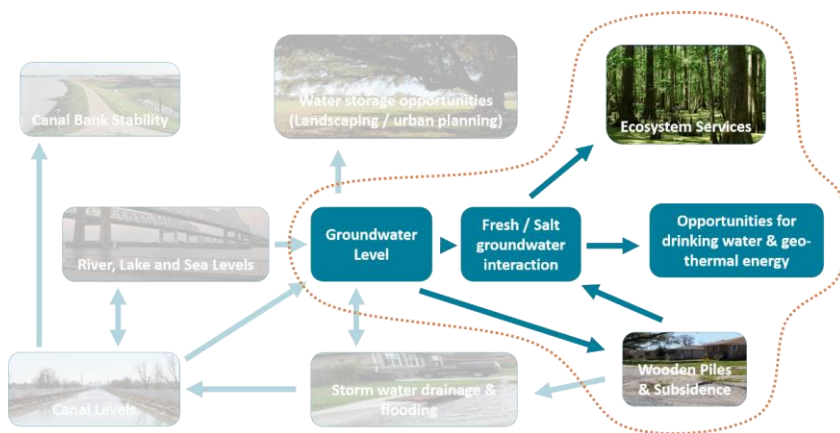 Water storage opportunities
(Landscaping / urban planning)
Canal Bank Stability
Ecosystem Services
Groundwater
Level
Fresh / Salt
groundwater
interaction
Opportunities for
drinking water & geo-
thermal energy
River, Lake and Sea Levels
Canal Levels
Storm water drainage &
flooding
Wooden Piles
& Subsidence